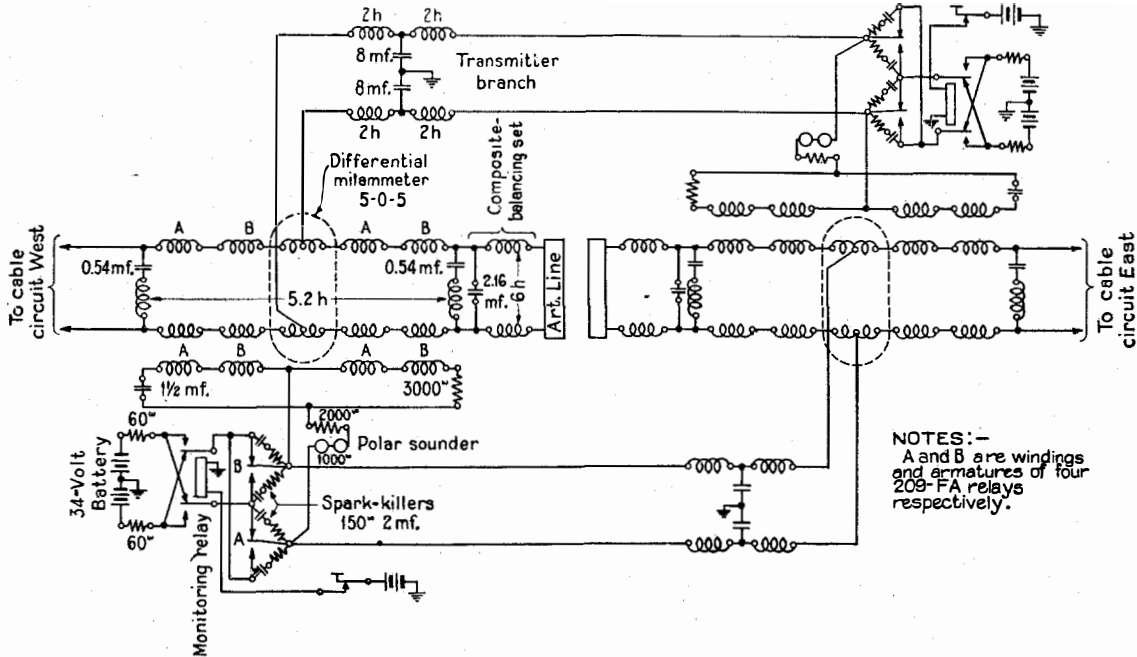 2h 2h
8 mf.
8 mf.
2h 2h
Transmitter
branch
Differential
milammeter
5-0-5
Composite-
balancing set
A B A B
0.54 mf.
0.54 mf.
2.16
mf.
5.2 h
6 h
Art. Line
To cable
circuit West
To cable
circuit East
A B A B
1½ mf.
3000ω
2000ω
1000ω
Polar sounder
60ω
60ω
34-Volt
Battery
Monitoring relay
B
A
Spark-killers
150ω 2 mf.
NOTES:-
A and B are windings
and armatures of four
209-FA relays
respectively.